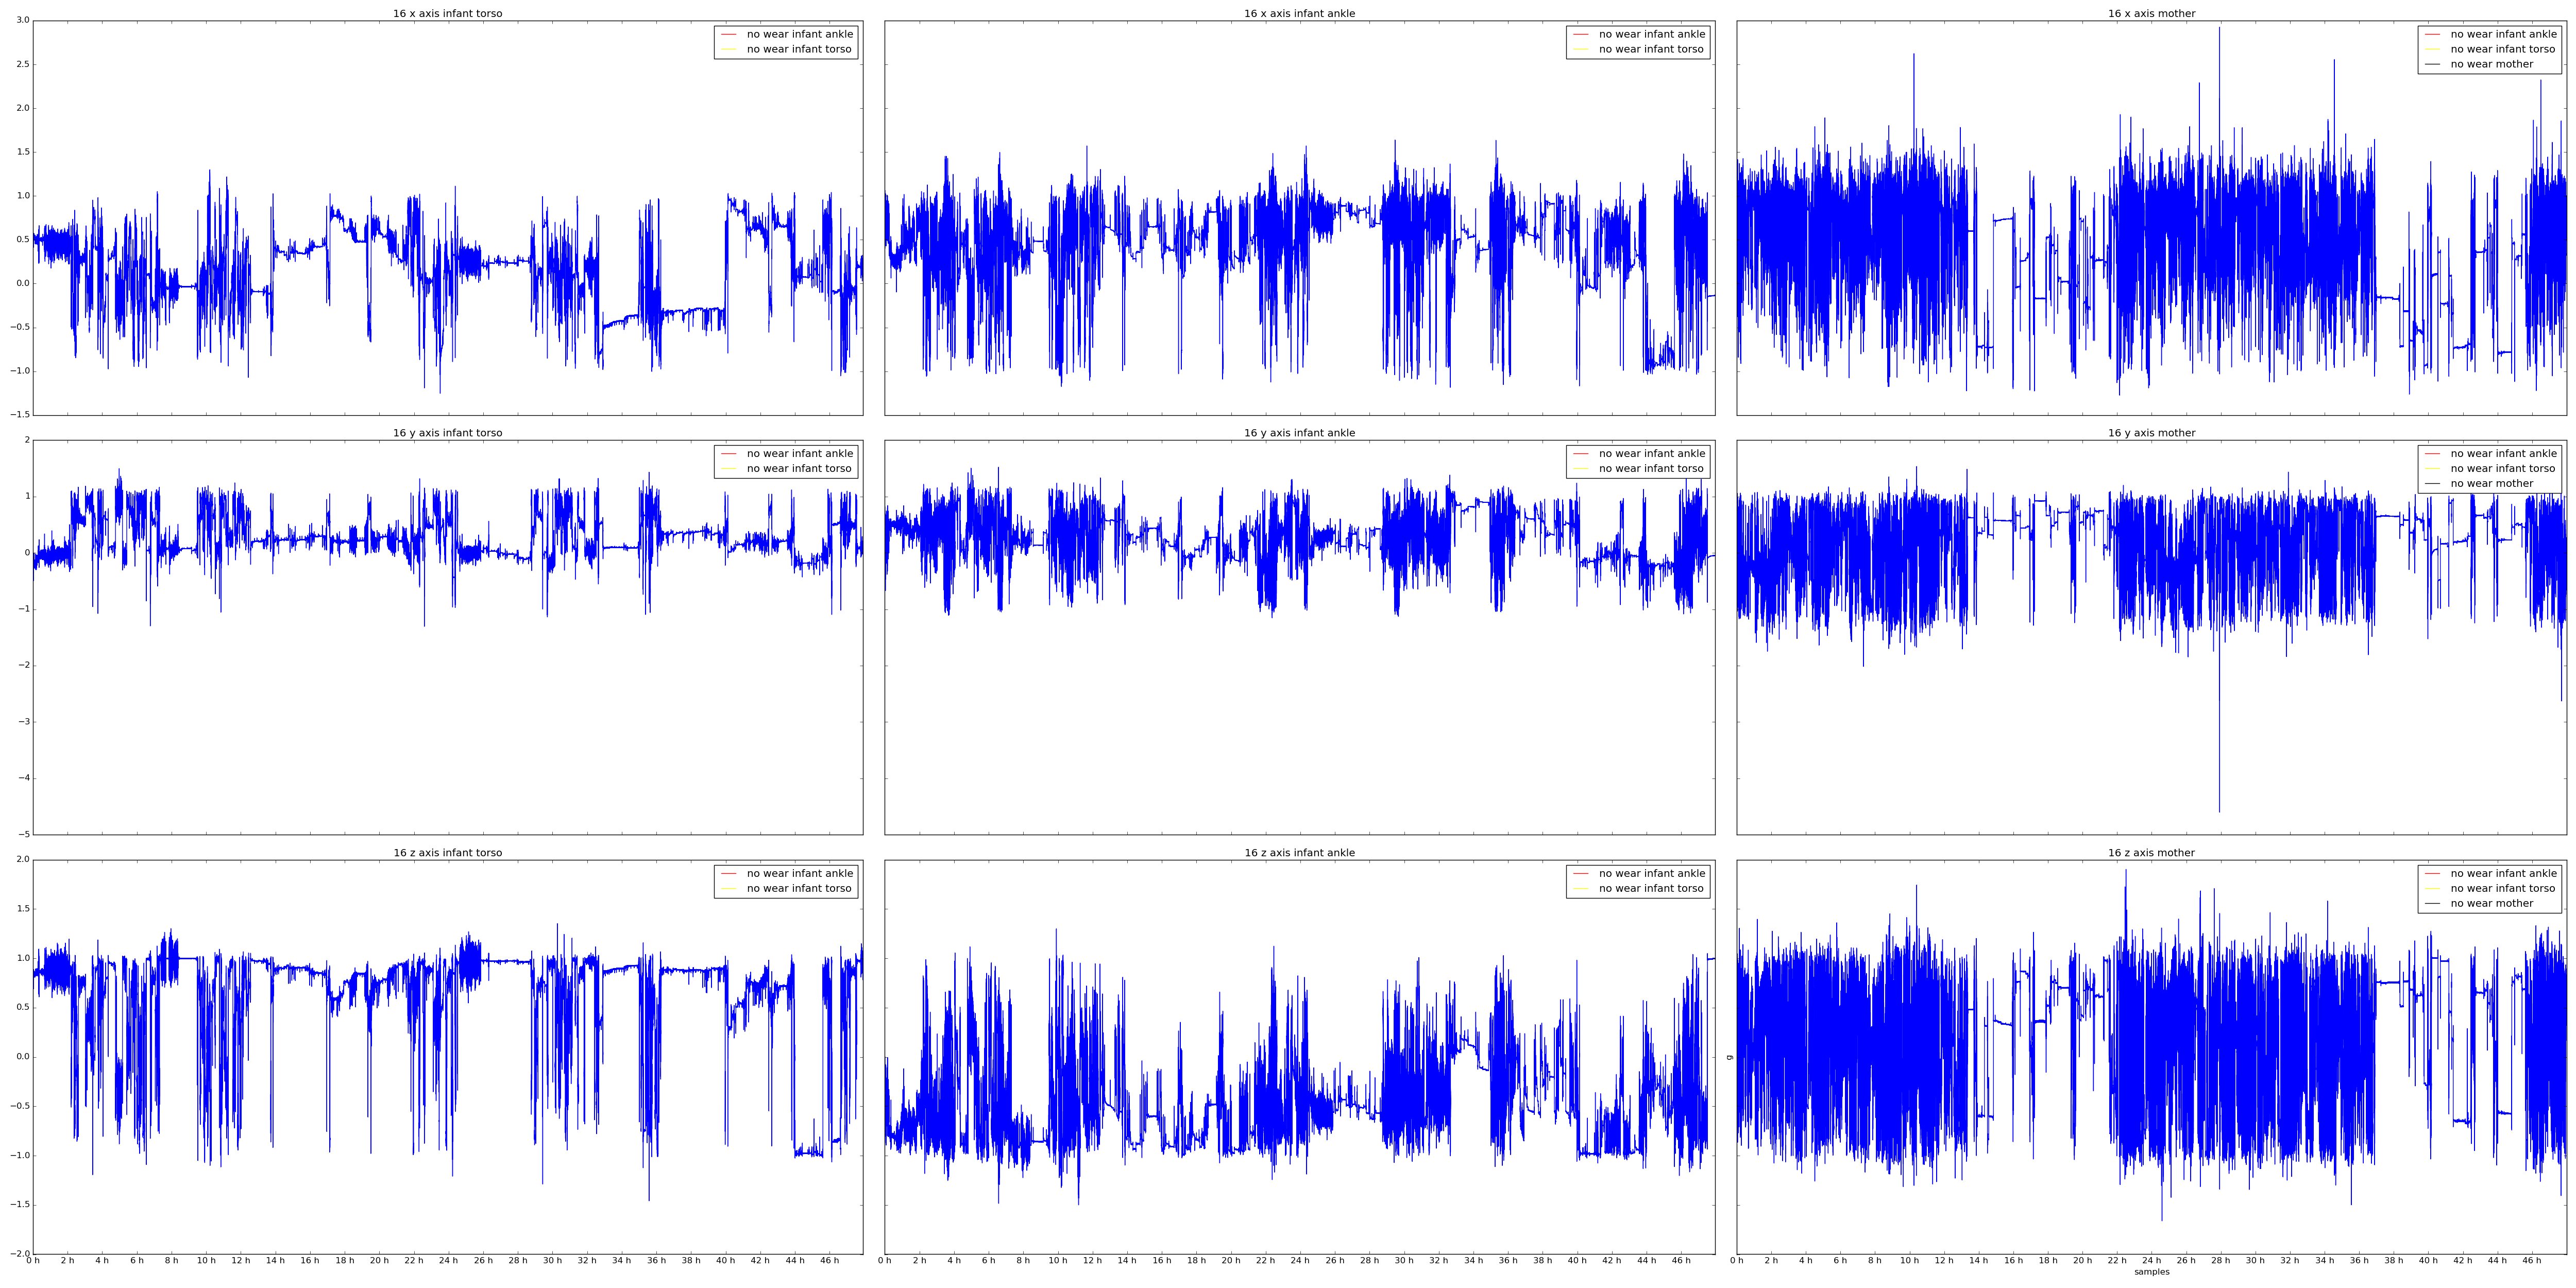 16 x axis infant torso
no wear infant ankle
no wear infant torso
3.0
2.5
2.0
1.5
1.0
0.5
0.0
−0.5
−1.0
−1.5
16 x axis infant ankle
no wear infant ankle
no wear infant torso
16 x axis mother
no wear infant ankle
no wear infant torso
no wear mother
16 y axis infant torso
no wear infant ankle
no wear infant torso
2
1
0
−1
−2
−3
−4
−5
16 y axis infant ankle
no wear infant ankle
no wear infant torso
16 y axis mother
no wear infant ankle
no wear infant torso
no wear mother
16 z axis infant torso
no wear infant ankle
no wear infant torso
2.0
1.5
1.0
0.5
0.0
−0.5
−1.0
−1.5
−2.0
0 h 2 h 4 h 6 h 8 h 10 h 12 h 14 h 16 h 18 h 20 h 22 h 24 h 26 h 28 h 30 h 32 h 34 h 36 h 38 h 40 h 42 h 44 h 46 h
16 z axis infant ankle
no wear infant ankle
no wear infant torso
0 h 2 h 4 h 6 h 8 h 10 h 12 h 14 h 16 h 18 h 20 h 22 h 24 h 26 h 28 h 30 h 32 h 34 h 36 h 38 h 40 h 42 h 44 h 46 h
16 z axis mother
no wear infant ankle
no wear infant torso
no wear mother
g
0 h 2 h 4 h 6 h 8 h 10 h 12 h 14 h 16 h 18 h 20 h 22 h 24 h 26 h 28 h 30 h 32 h 34 h 36 h 38 h 40 h 42 h 44 h 46 h
samples